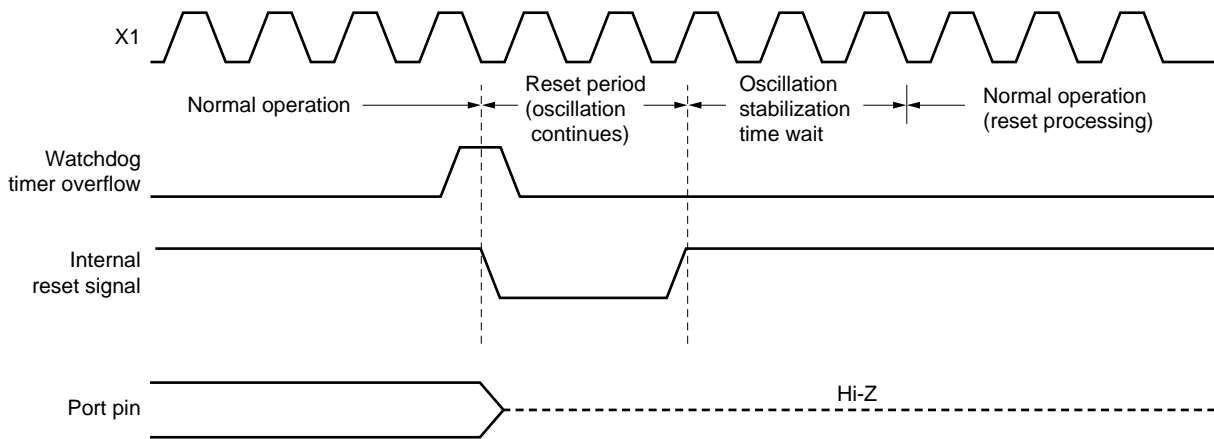 X1
Normal operation
Reset period
(oscillation
continues)
Oscillation
stabilization
time wait
Normal operation
(reset processing)
Watchdog
timer overflow
Internal
reset signal
Port pin
Hi-Z